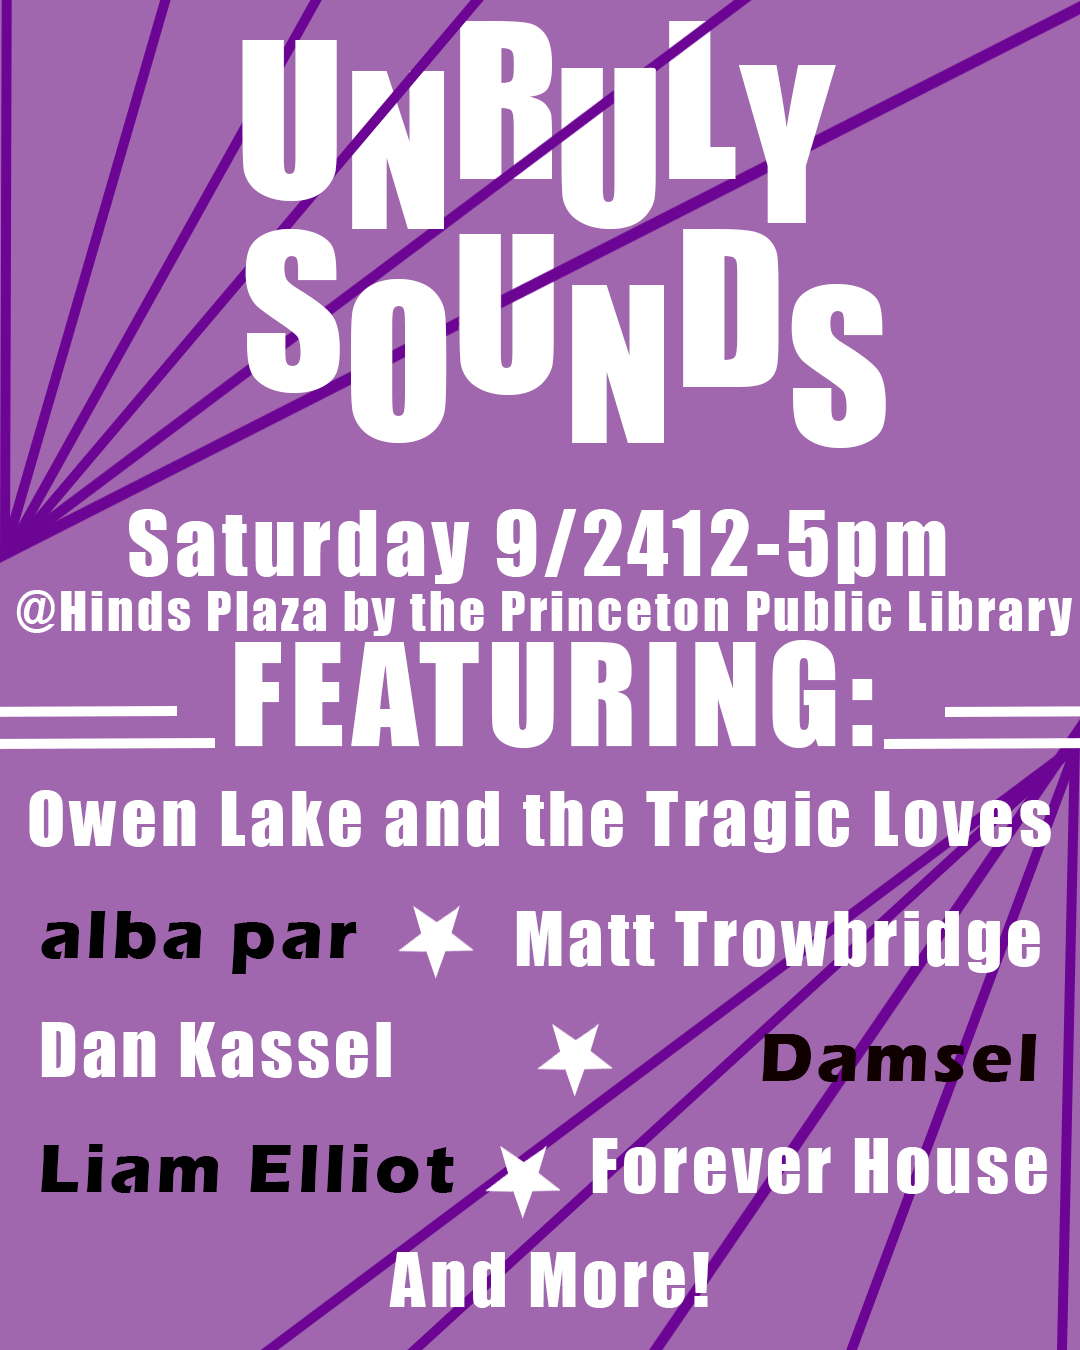 UNRULY
SOUNDS
Saturday 9/2412-5pm
@Hinds Plaza by the Princeton Public Library
FEATURING:
Owen Lake and the Tragic Loves
alba par Matt Trowbridge
Dan Kassel Damsel
Liam Elliot Forever House
And More!